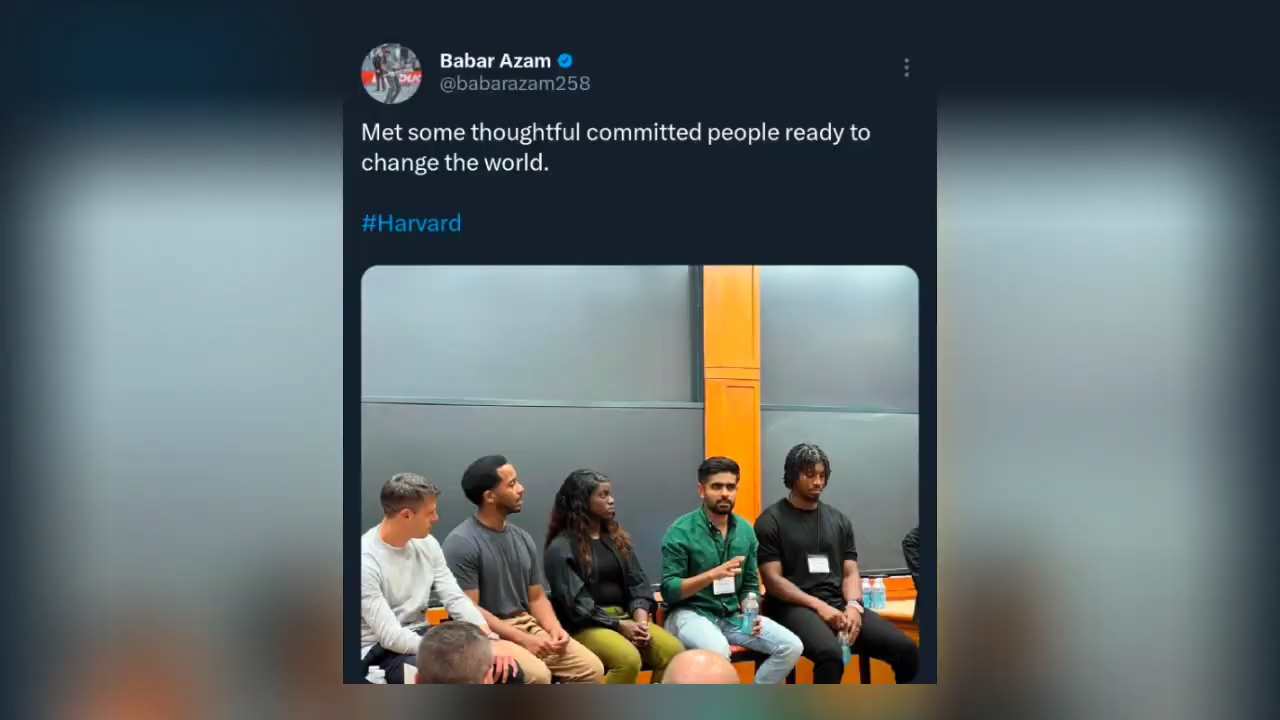 Babar Azam
@babarazam258
Met some thoughtful committed people ready to
change the world.
#Harvard